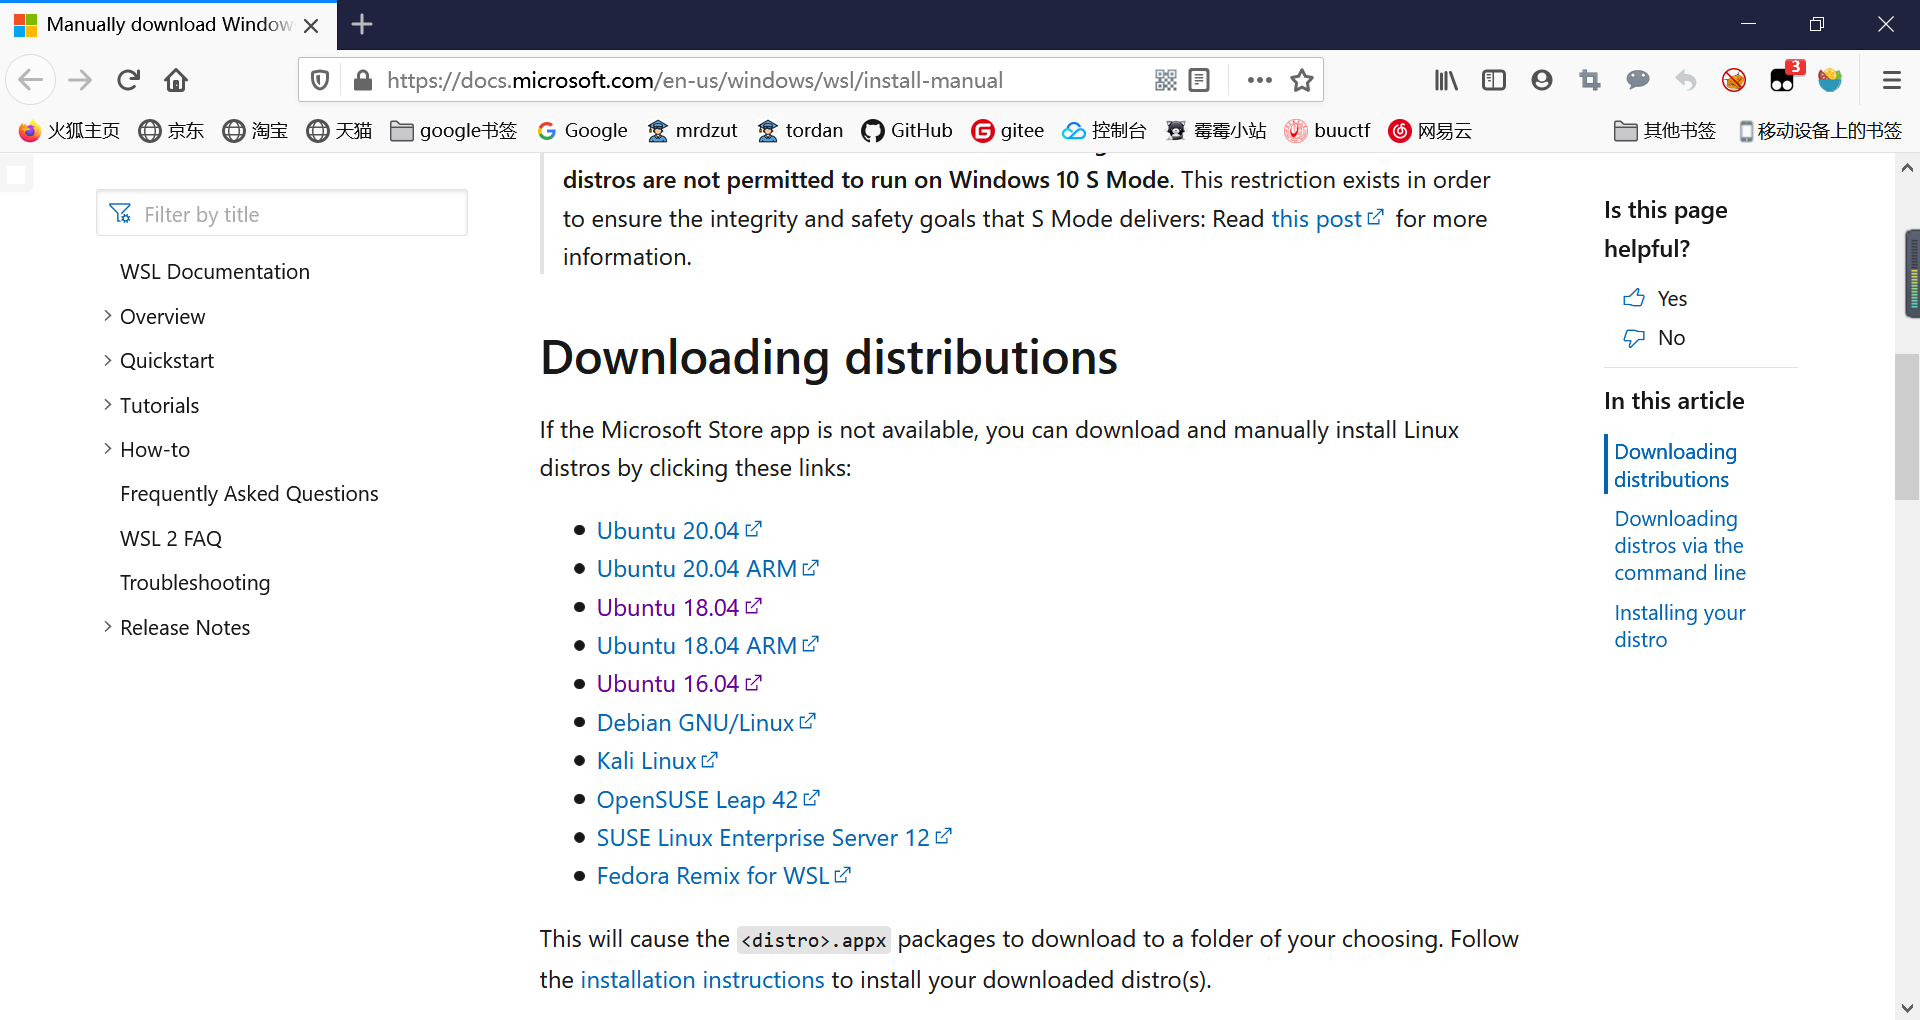 Manually download Window
https://docs.microsoft.com/en-us/windows/wsl/install-manual
3
火狐主页
京东
淘宝
天猫
google书签
Google
mrdzut
tordan
GitHub
gitee
控制台
霉霉小站
buuctf
网易云
其他书签
移动设备上的书签
Filter by title
WSL Documentation
Overview
Quickstart
Tutorials
How-to
Frequently Asked Questions
WSL 2 FAQ
Troubleshooting
Release Notes
distros are not permitted to run on Windows 10 S Mode. This restriction exists in order
to ensure the integrity and safety goals that S Mode delivers: Read this post for more
information.
Downloading distributions
If the Microsoft Store app is not available, you can download and manually install Linux
distros by clicking these links:
Ubuntu 20.04
Ubuntu 20.04 ARM
Ubuntu 18.04
Ubuntu 18.04 ARM
Ubuntu 16.04
Debian GNU/Linux
Kali Linux
OpenSUSE Leap 42
SUSE Linux Enterprise Server 12
Fedora Remix for WSL
This will cause the <distro>.appx packages to download to a folder of your choosing. Follow
the installation instructions to install your downloaded distro(s).
Is this page
helpful?
Yes
No
In this article
Downloading
distributions
Downloading
distros via the
command line
Installing your
distro